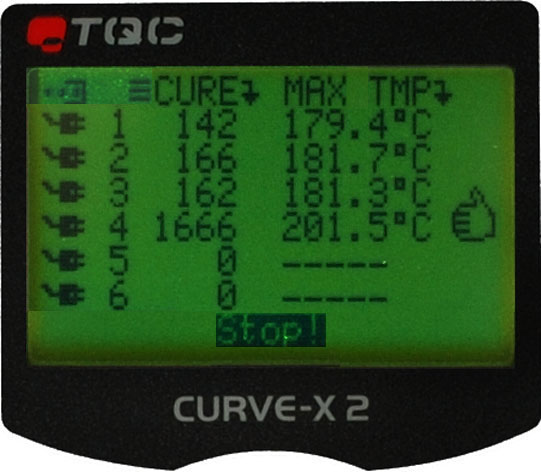 TQC
CURE MAX TMP
1 142 179.4°C
2 166 181.7°C
3 162 181.3°C
4 1666 201.5°C
5 0 -----
6 0 -----
Stop!
CURVE-X 2